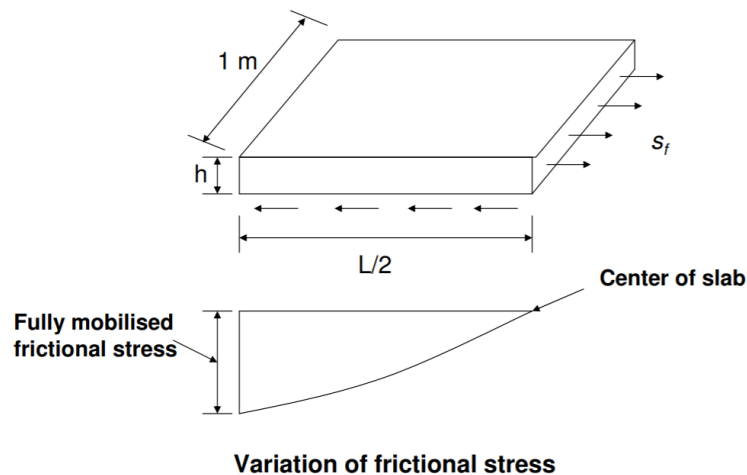 1 m
h
s_f
L/2
Center of slab
Fully mobilised
frictional stress
Variation of frictional stress